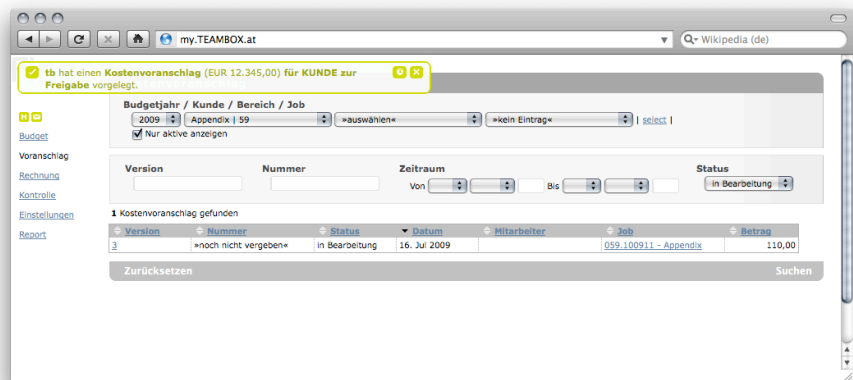 my.TEAMBOX.at
Wikipedia (de)
tb hat einen Kostenvoranschlag (EUR 12.345,00) für KUNDE zur
Freigabe vorgelegt.
Budgetjahr / Kunde / Bereich / Job
2009 Appendix | 59 »auswählen« »kein Eintrag« | select |
Nur aktive anzeigen
Budget
Voranschlag
Rechnung
Kontrolle
Einstellungen
Report
Version Nummer Zeitraum Status
Von Bis in Bearbeitung
1 Kostenvoranschlag gefunden
Version Nummer Status Datum Mitarbeiter Job Betrag
3 »noch nicht vergeben« in Bearbeitung 16. Jul 2009 059.100911 - Appendix 110,00
Zurücksetzen Suchen